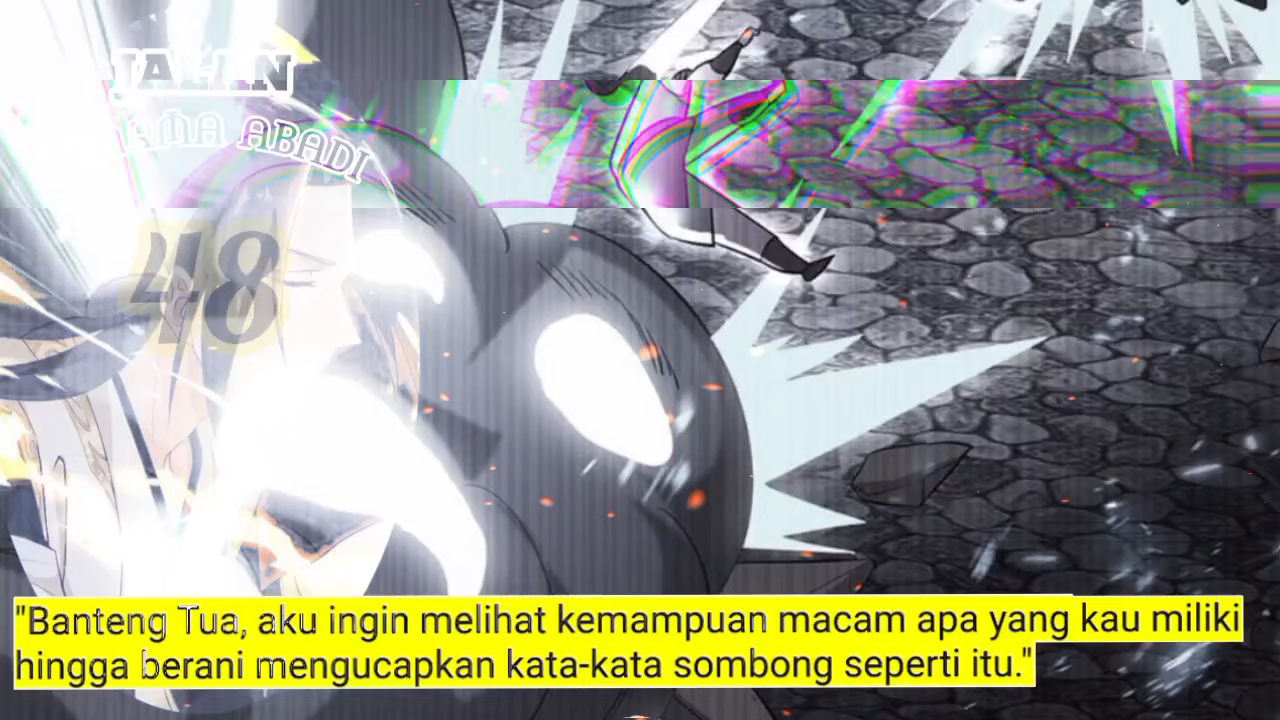 JALAN
ABADI
48
"Banteng Tua, aku ingin melihat kemampuan macam apa yang kau miliki
hingga berani mengucapkan kata-kata sombong seperti itu."